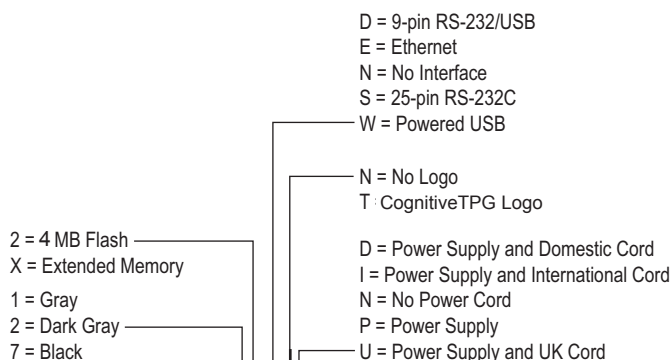 D = 9-pin RS-232/USB
E = Ethernet
N = No Interface
S = 25-pin RS-232C
W = Powered USB
N = No Logo
T : CognitiveTPG Logo
2 = 4 MB Flash
X = Extended Memory
1 = Gray
2 = Dark Gray
7 = Black
D = Power Supply and Domestic Cord
I = Power Supply and International Cord
N = No Power Cord
P = Power Supply
U = Power Supply and UK Cord